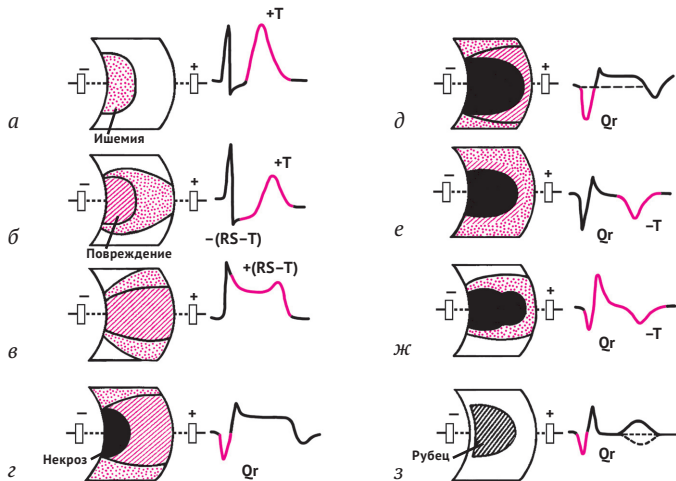 – + +T
а
Ишемия
– + +T
б
–(RS–T)
Повреждение
– + +(RS–T)
в
– +
Некроз
г
Qr
– +
д
Qr
– +
е
Qr
–T
– +
ж
Qr
–T
– +
Рубец
з
Qr